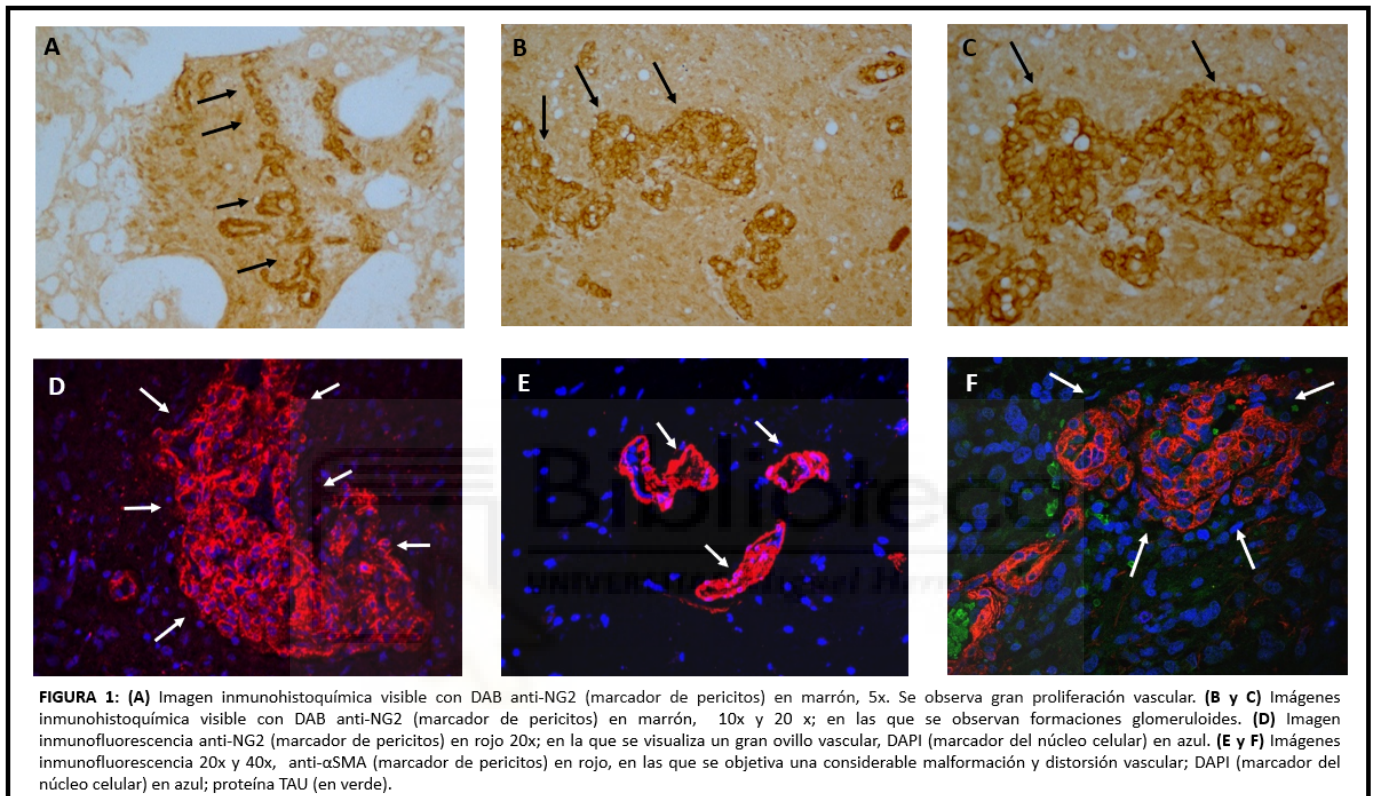 A
B
C
D
E
F
Biblioteca
FIGURA 1: (A) Imagen inmunohistoquímica visible con DAB anti-NG2 (marcador de pericitos) en marrón, 5x. Se observa gran proliferación vascular. (B y C) Imágenes
inmunohistoquímica visible con DAB anti-NG2 (marcador de pericitos) en marrón, 10x y 20 x; en las que se observan formaciones glomeruloides. (D) Imagen
inmunofluorescencia anti-NG2 (marcador de pericitos) en rojo 20x; en la que se visualiza un gran ovillo vascular, DAPI (marcador del núcleo celular) en azul. (E y F) Imágenes
inmunofluorescencia 20x y 40x, anti-αSMA (marcador de pericitos) en rojo, en las que se objetiva una considerable malformación y distorsión vascular; DAPI (marcador del
núcleo celular) en azul; proteína TAU (en verde).